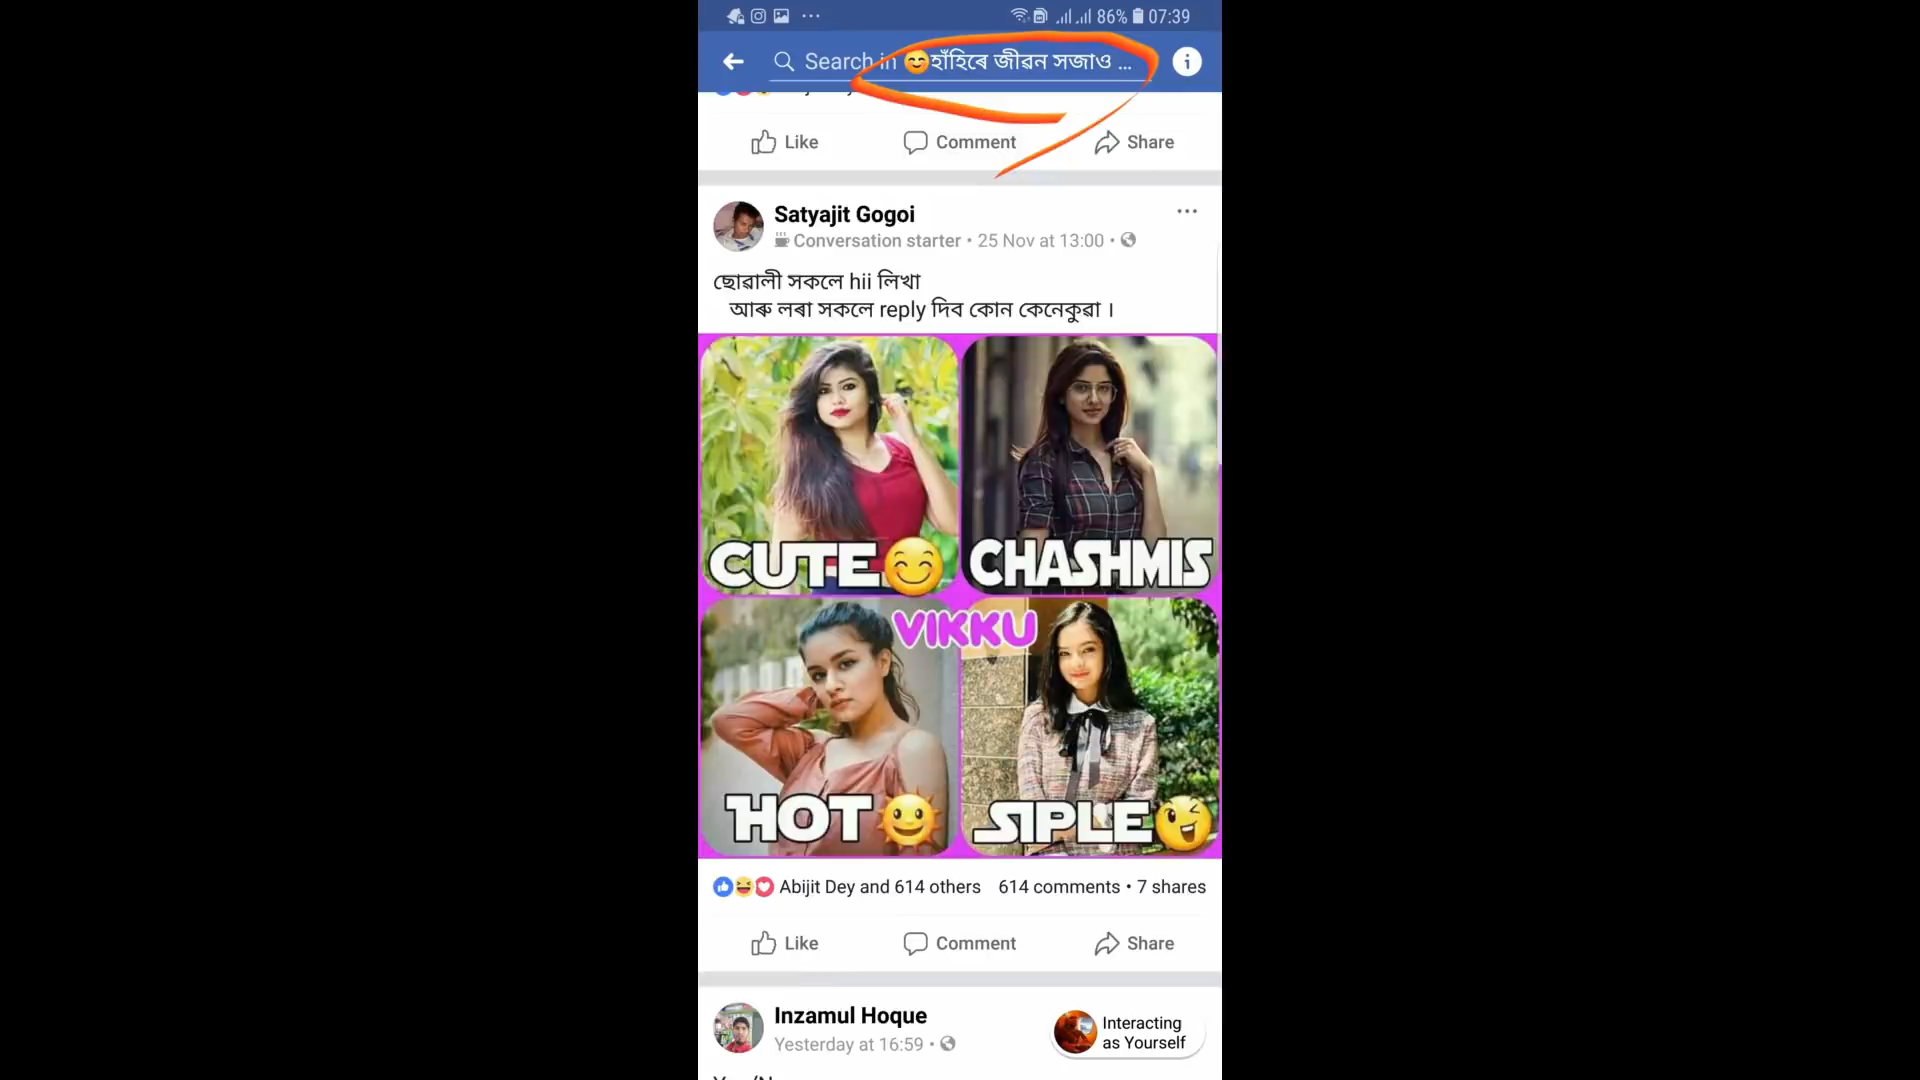 86% 07:39
Search in 😊হাঁহিৰে জীৱন সজাও ...
Like Comment Share
Satyajit Gogoi
Conversation starter • 25 Nov at 13:00 •
ছোৱালী সকলে hii লিখা
আৰু লৰা সকলে reply দিব কোন কেনেকুৱা ।
CUTE😊 CHASHMIS
VIKKU
HOT🌞 SIPLE😉
Abijit Dey and 614 others 614 comments • 7 shares
Like Comment Share
Inzamul Hoque
Yesterday at 16:59 •
Interacting
as Yourself